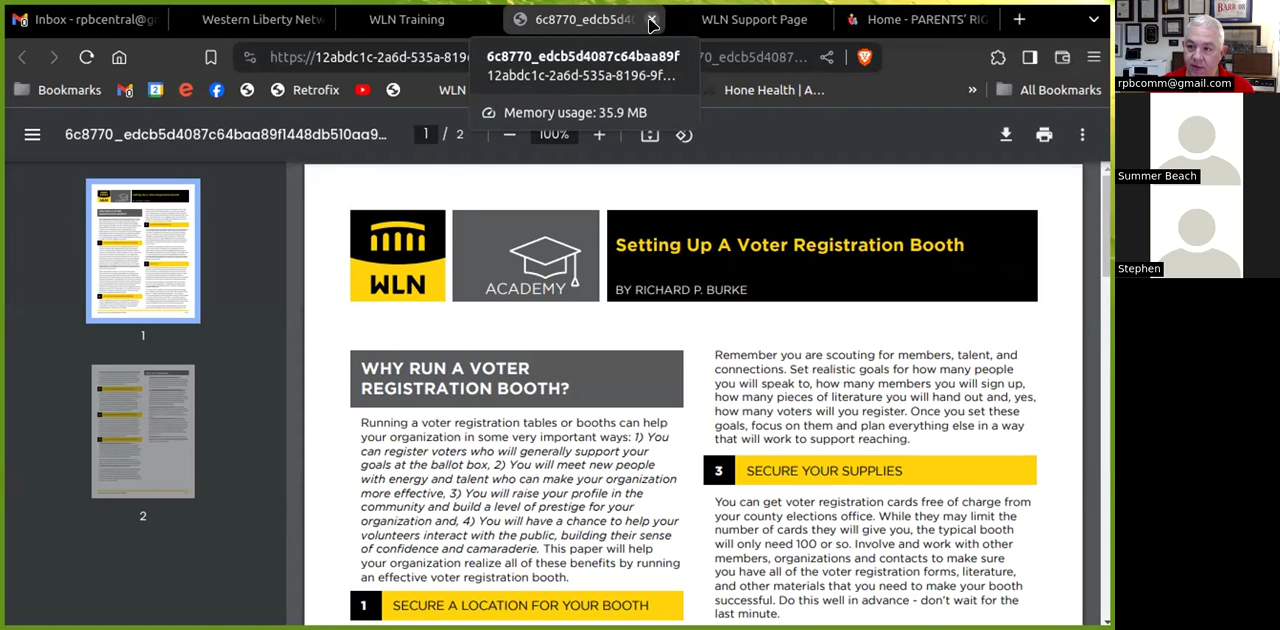 Inbox - rpbcentral@g
Western Liberty Netw
WLN Training
6c8770_edcb5d40
WLN Support Page
Home - PARENTS' RIG
https://12abdc1c-2a6d-535a-819
0_edcb5d4087...
6c8770_edcb5d4087c64baa89f
12abdc1c-2a6d-535a-8196-9f...
Memory usage: 35.9 MB
Bookmarks
Retrofix
WLN
Home Health | A...
»
All Bookmarks
6c8770_edcb5d4087c64baa89f1448db510aa9...
1 / 2
100%
1
2
WLN
ACADEMY
Setting Up A Voter Registration Booth
BY RICHARD P. BURKE
WHY RUN A VOTER
REGISTRATION BOOTH?
Running a voter registration tables or booths can help
your organization in some very important ways: 1) You
can register voters who will generally support your
goals at the ballot box, 2) You will meet new people
with energy and talent who can make your organization
more effective, 3) You will raise your profile in the
community and build a level of prestige for your
organization and, 4) You will have a chance to help your
volunteers interact with the public, building their sense
of confidence and camaraderie. This paper will help
your organization realize all of these benefits by running
an effective voter registration booth.
1 SECURE A LOCATION FOR YOUR BOOTH
Remember you are scouting for members, talent, and
connections. Set realistic goals for how many people
you will speak to, how many members you will sign up,
how many pieces of literature you will hand out and, yes,
how many voters will you register. Once you set these
goals, focus on them and plan everything else in a way
that will work to support reaching.
3 SECURE YOUR SUPPLIES
You can get voter registration cards free of charge from
your county elections office. While they may limit the
number of cards they will give you, the typical booth
will only need 100 or so. Involve and work with other
members, organizations and contacts to make sure
you have all of the voter registration forms, literature,
and other materials that you need to make your booth
successful. Do this well in advance - don't wait for the
last minute.
rpbcomm@gmail.com
Summer Beach
Stephen